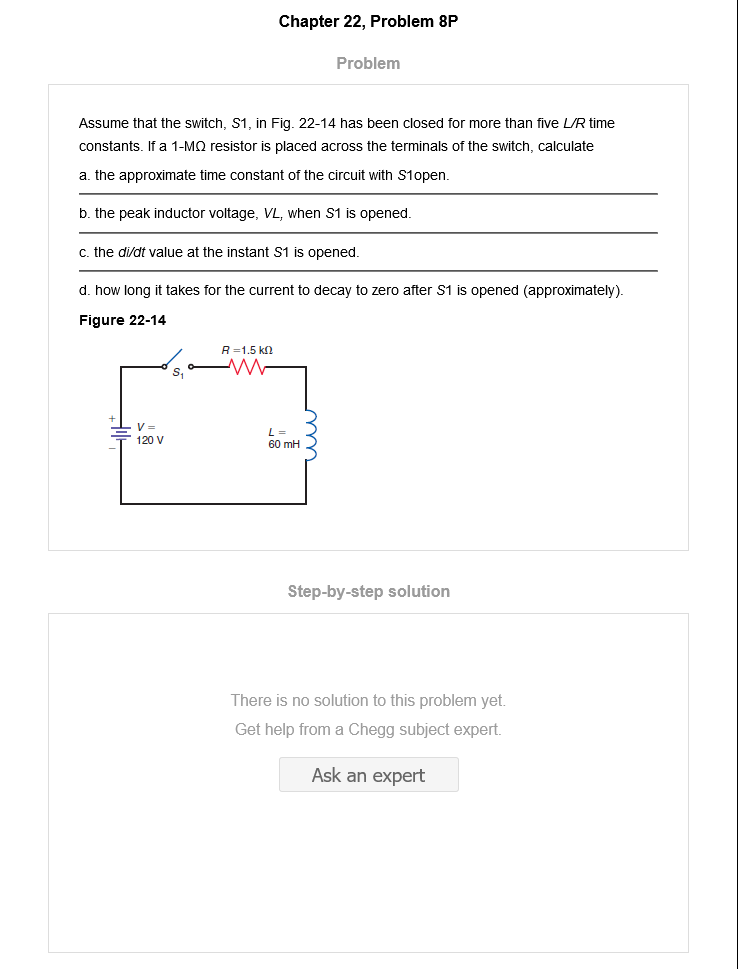 Chapter 22, Problem 8P
Problem
Assume that the switch, S1, in Fig. 22-14 has been closed for more than five L/R time
constants. If a 1-MΩ resistor is placed across the terminals of the switch, calculate
a. the approximate time constant of the circuit with S1open.
b. the peak inductor voltage, VL, when S1 is opened.
c. the di/dt value at the instant S1 is opened.
d. how long it takes for the current to decay to zero after S1 is opened (approximately).
Figure 22-14
R =1.5 kΩ
S1
+
V =
120 V
−
L =
60 mH
Step-by-step solution
There is no solution to this problem yet.
Get help from a Chegg subject expert.
Ask an expert